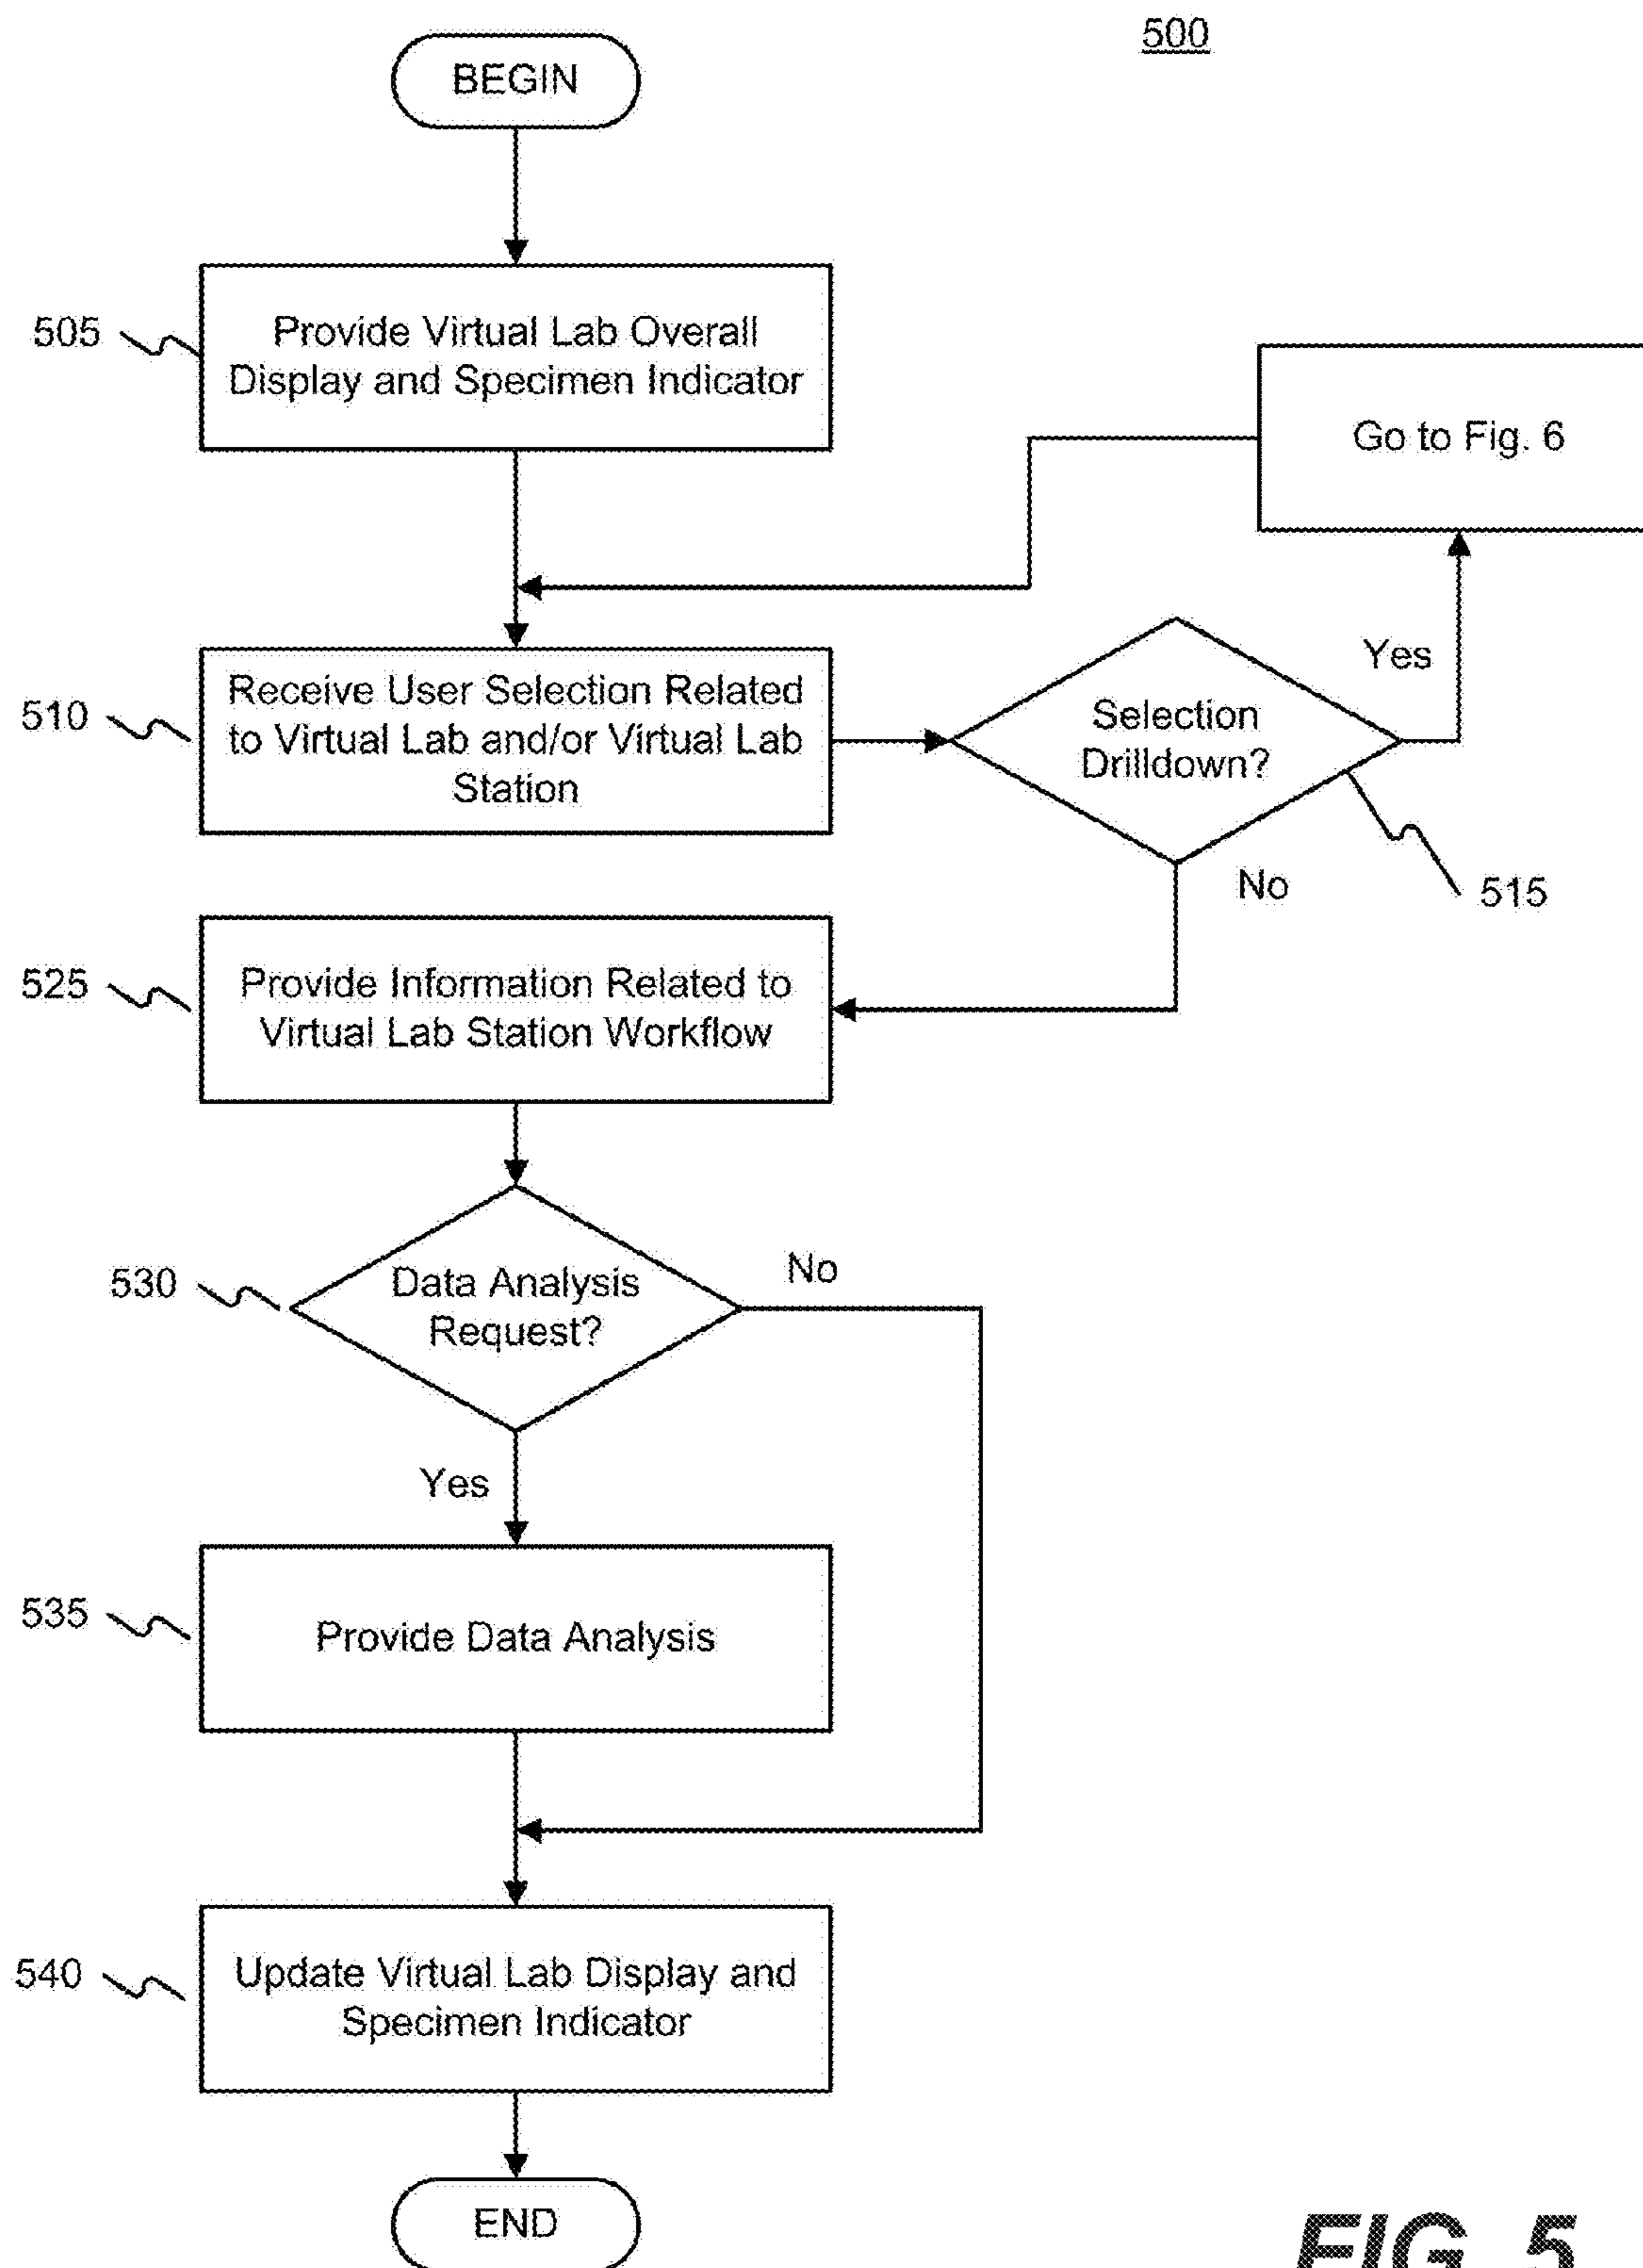 500
BEGIN
505
Provide Virtual Lab Overall
Display and Specimen Indicator
Go to Fig. 6
510
Receive User Selection Related
to Virtual Lab and/or Virtual Lab
Station
Selection
Drilldown?
Yes
No
515
525
Provide Information Related to
Virtual Lab Station Workflow
530
Data Analysis
Request?
No
Yes
535
Provide Data Analysis
540
Update Virtual Lab Display and
Specimen Indicator
END
FIG. 5